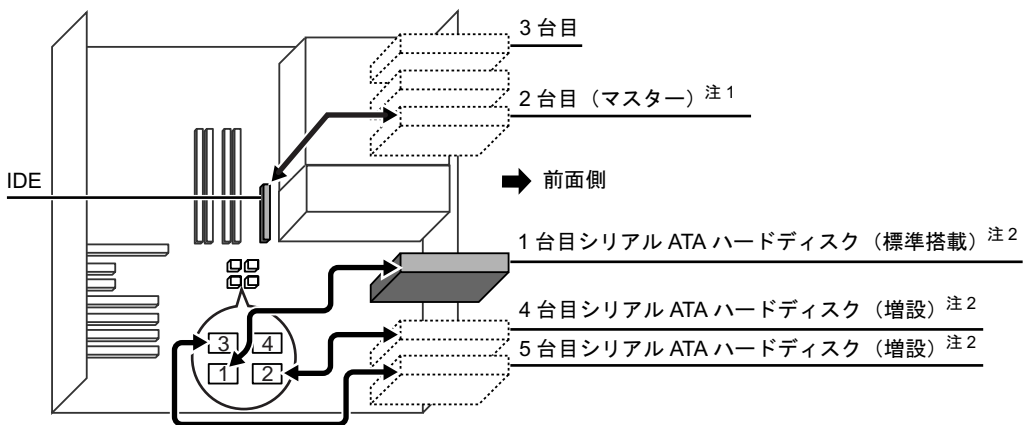 3 台目
2 台目（マスター）注 1
IDE
前面側
1 台目シリアル ATA ハードディスク（標準搭載）注 2
4 台目シリアル ATA ハードディスク（増設）注 2
5 台目シリアル ATA ハードディスク（増設）注 2
3 4
1 2